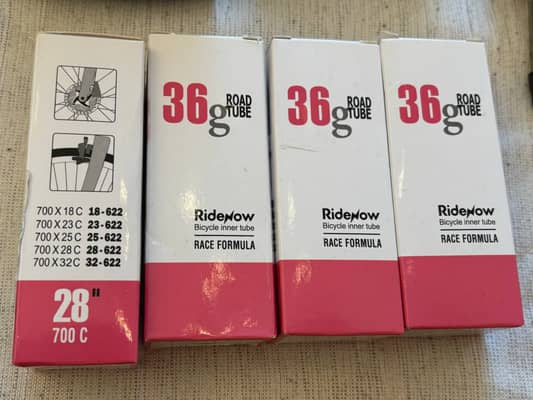 700 X 18 C 18-622
700 X 23 C 23-622
700 X 25 C 25-622
700 X 28 C 28-622
700 X 32 C 32-622
28"
700 C
36g ROAD TUBE
RideNow
Bicycle inner tube
RACE FORMULA
36g ROAD TUBE
RideNow
Bicycle inner tube
RACE FORMULA
36g ROAD TUBE
RideNow
Bicycle inner tube
RACE FORMULA